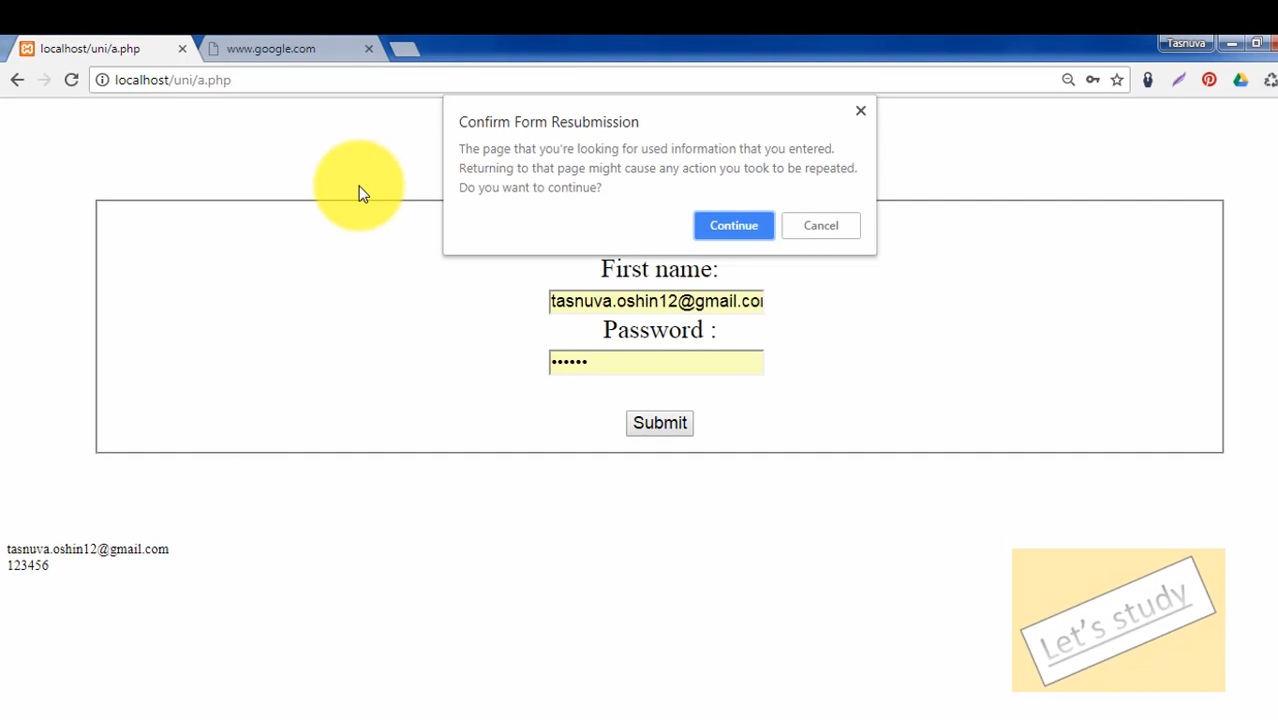 localhost/uni/a.php
www.google.com
Tasnuva
localhost/uni/a.php
Confirm Form Resubmission
The page that you're looking for used information that you entered.
Returning to that page might cause any action you took to be repeated.
Do you want to continue?
Continue
Cancel
First name:
tasnuva.oshin12@gmail.co
Password :
••••••
Submit
tasnuva.oshin12@gmail.com
123456
Let's study